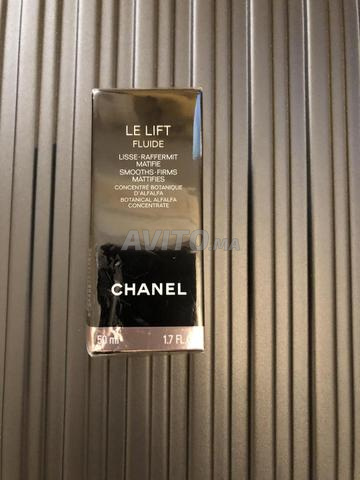 LE LIFT
FLUIDE
LISSE-RAFFERMIT
MATIFIE
SMOOTHS-FIRMS
MATTIFIES
CONCENTRÉ BOTANIQUE
D'ALFALFA
BOTANICAL ALFALFA
CONCENTRATE
AVITO.MA
CHANEL
50 ml 1.7 FL.